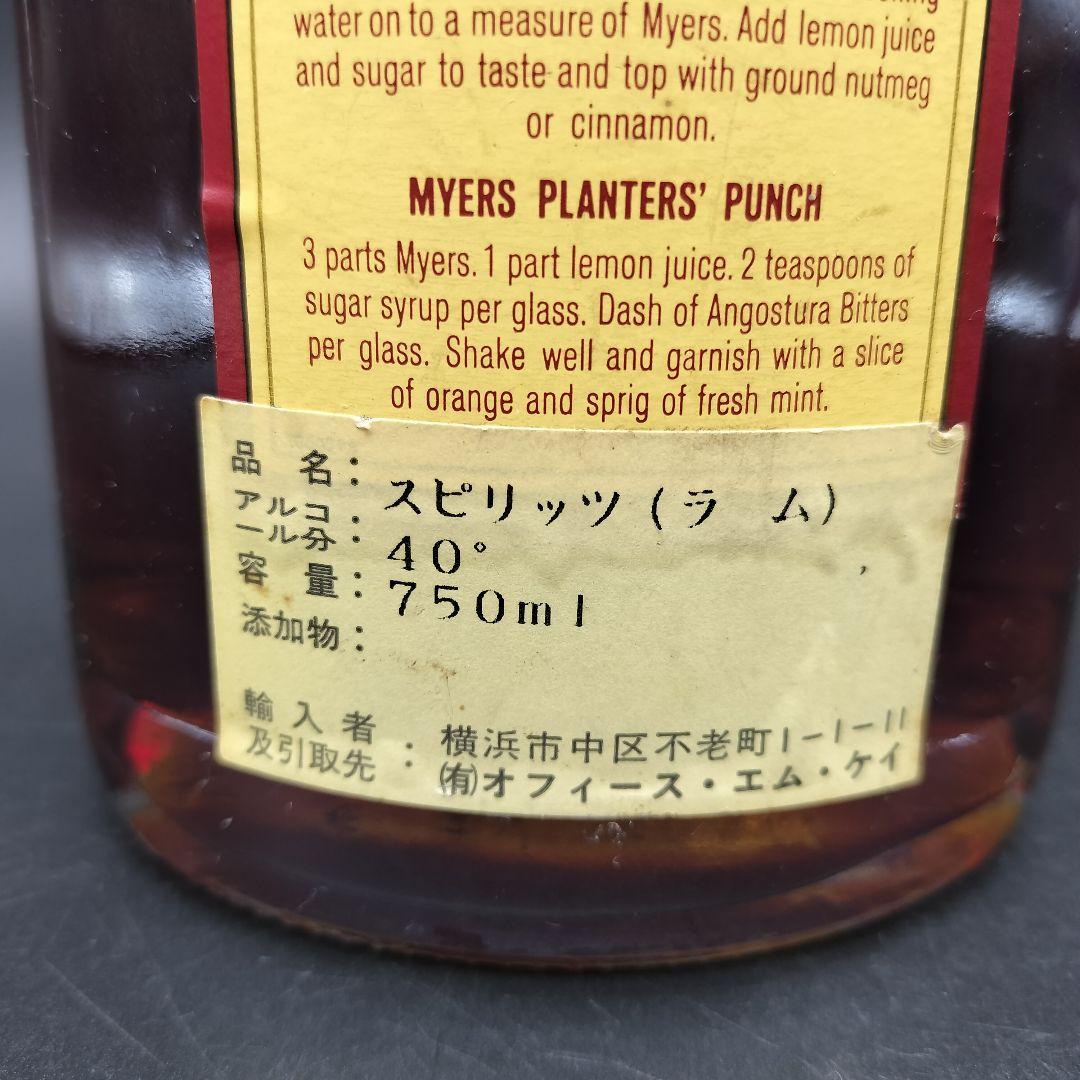 water on to a measure of Myers. Add lemon juice
and sugar to taste and top with ground nutmeg
or cinnamon.
MYERS PLANTERS' PUNCH
3 parts Myers. 1 part lemon juice. 2 teaspoons of
sugar syrup per glass. Dash of Angostura Bitters
per glass. Shake well and garnish with a slice
of orange and sprig of fresh mint.
品 名: スピリッツ(ラ ム)
アルコール分: 40°
容 量: 750ml
添加物:
輸入者及引取先: 横浜市中区不老町1-1-11
㈲オフィース・エム・ケイ